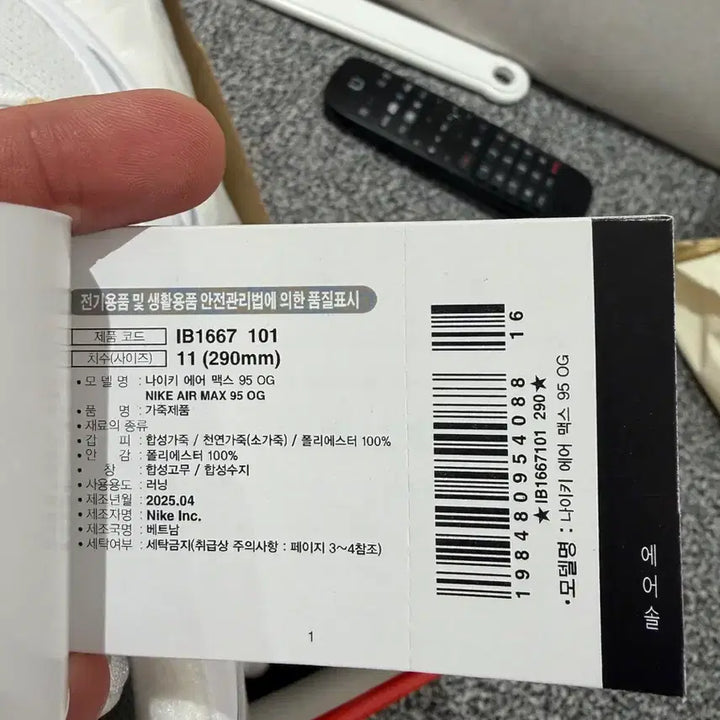 전기용품 및 생활용품 안전관리법에 의한 품질표시
제품 코드 IB1667 101
치수(사이즈) 11 (290mm)
• 모 델 명 : 나이키 에어 맥스 95 OG
NIKE AIR MAX 95 OG
• 품 명 : 가죽제품
• 재료의 종류
• 갑 피 : 합성가죽 / 천연가죽(소가죽) / 폴리에스터 100%
• 안 감 : 폴리에스터 100%
• 창 : 합성고무 / 합성수지
• 사용용도 : 러닝
• 제조년월 : 2025.04
• 제조자명 : Nike Inc.
• 제조국명 : 베트남
• 세탁여부 : 세탁금지(취급상 주의사항 : 페이지 3~4참조)
1
16
198480954088
★IB1667101 290★
• 모델명 : 나이키 에어 맥스 95 OG
에어솔